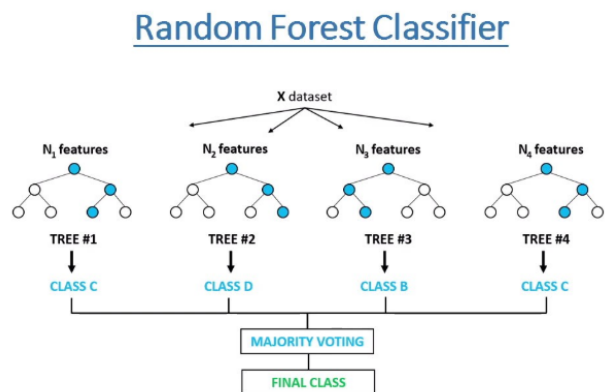 Random Forest Classifier
X dataset
N₁ features
N₂ features
N₃ features
N₄ features
TREE #1
TREE #2
TREE #3
TREE #4
CLASS C
CLASS D
CLASS B
CLASS C
MAJORITY VOTING
FINAL CLASS